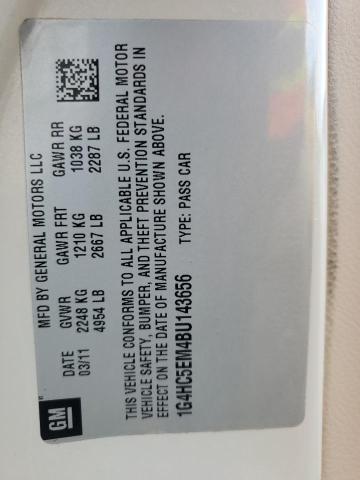 GM
MFD BY GENERAL MOTORS LLC
DATE GVWR GAWR FRT GAWR RR
03/11 2248 KG 1210 KG 1038 KG
4954 LB 2667 LB 2287 LB
THIS VEHICLE CONFORMS TO ALL APPLICABLE U.S. FEDERAL MOTOR
VEHICLE SAFETY, BUMPER, AND THEFT PREVENTION STANDARDS IN
EFFECT ON THE DATE OF MANUFACTURE SHOWN ABOVE.
1G4HC5EM4BU143656 TYPE: PASS CAR